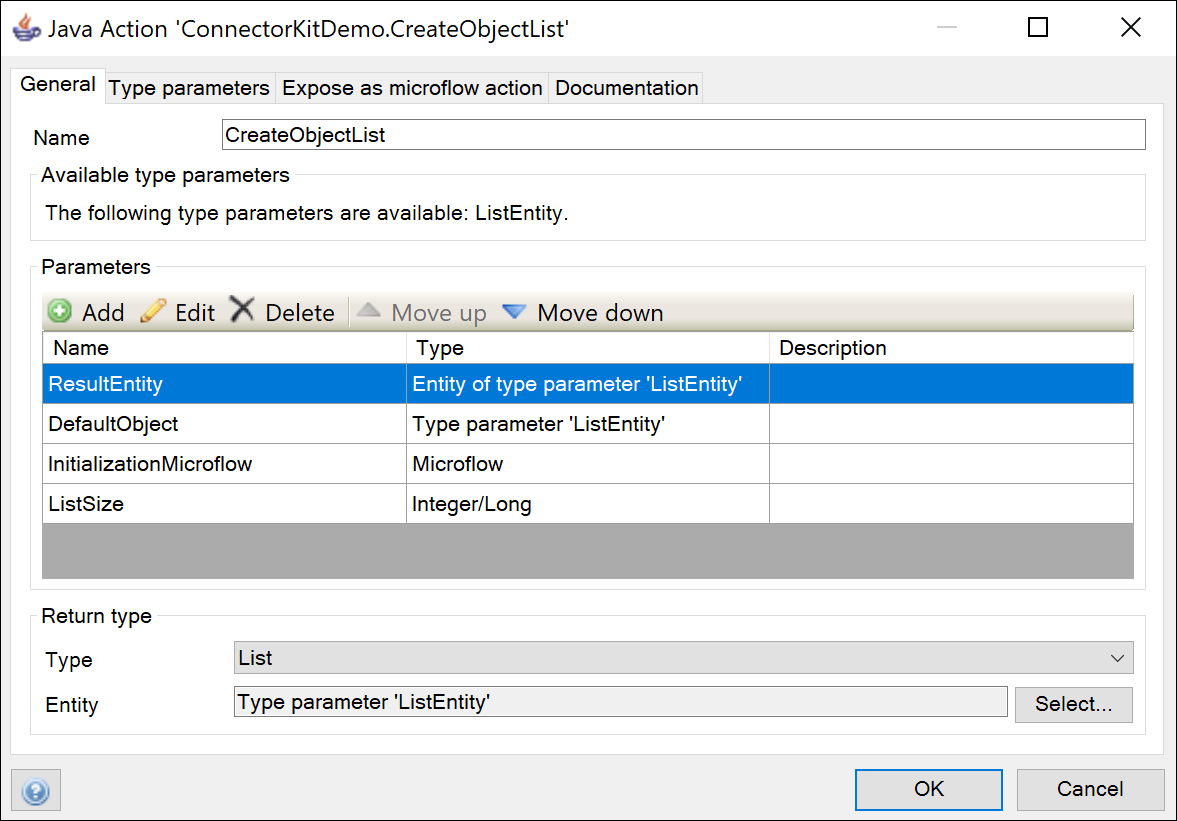 Java Action 'ConnectorKitDemo.CreateObjectList'
General Type parameters Expose as microflow action Documentation
Name CreateObjectList
Available type parameters
The following type parameters are available: ListEntity.
Parameters
Add Edit Delete Move up Move down
Name Type Description
ResultEntity Entity of type parameter 'ListEntity'
DefaultObject Type parameter 'ListEntity'
InitializationMicroflow Microflow
ListSize Integer/Long
Return type
Type List
Entity Type parameter 'ListEntity' Select...
? OK Cancel